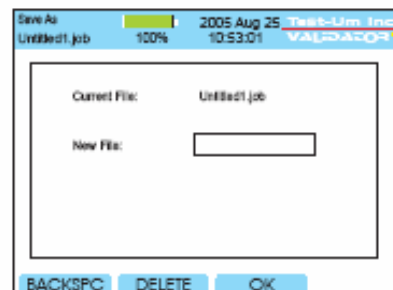 Save As
Untitled1.job
100%
2005 Aug 25
10:53:01
Test-Um Inc
VALIDATOR
Current File: Untitled1.job
New File:
BACKSPC DELETE OK